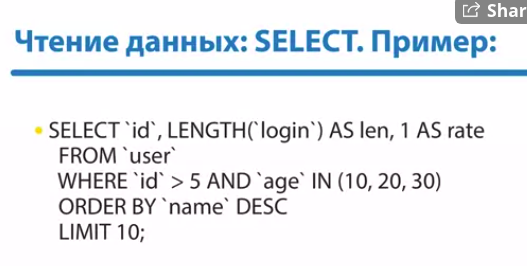 Shar
Чтение данных: SELECT. Пример:
• SELECT `id`, LENGTH(`login`) AS len, 1 AS rate
FROM `user`
WHERE `id` > 5 AND `age` IN (10, 20, 30)
ORDER BY `name` DESC
LIMIT 10;